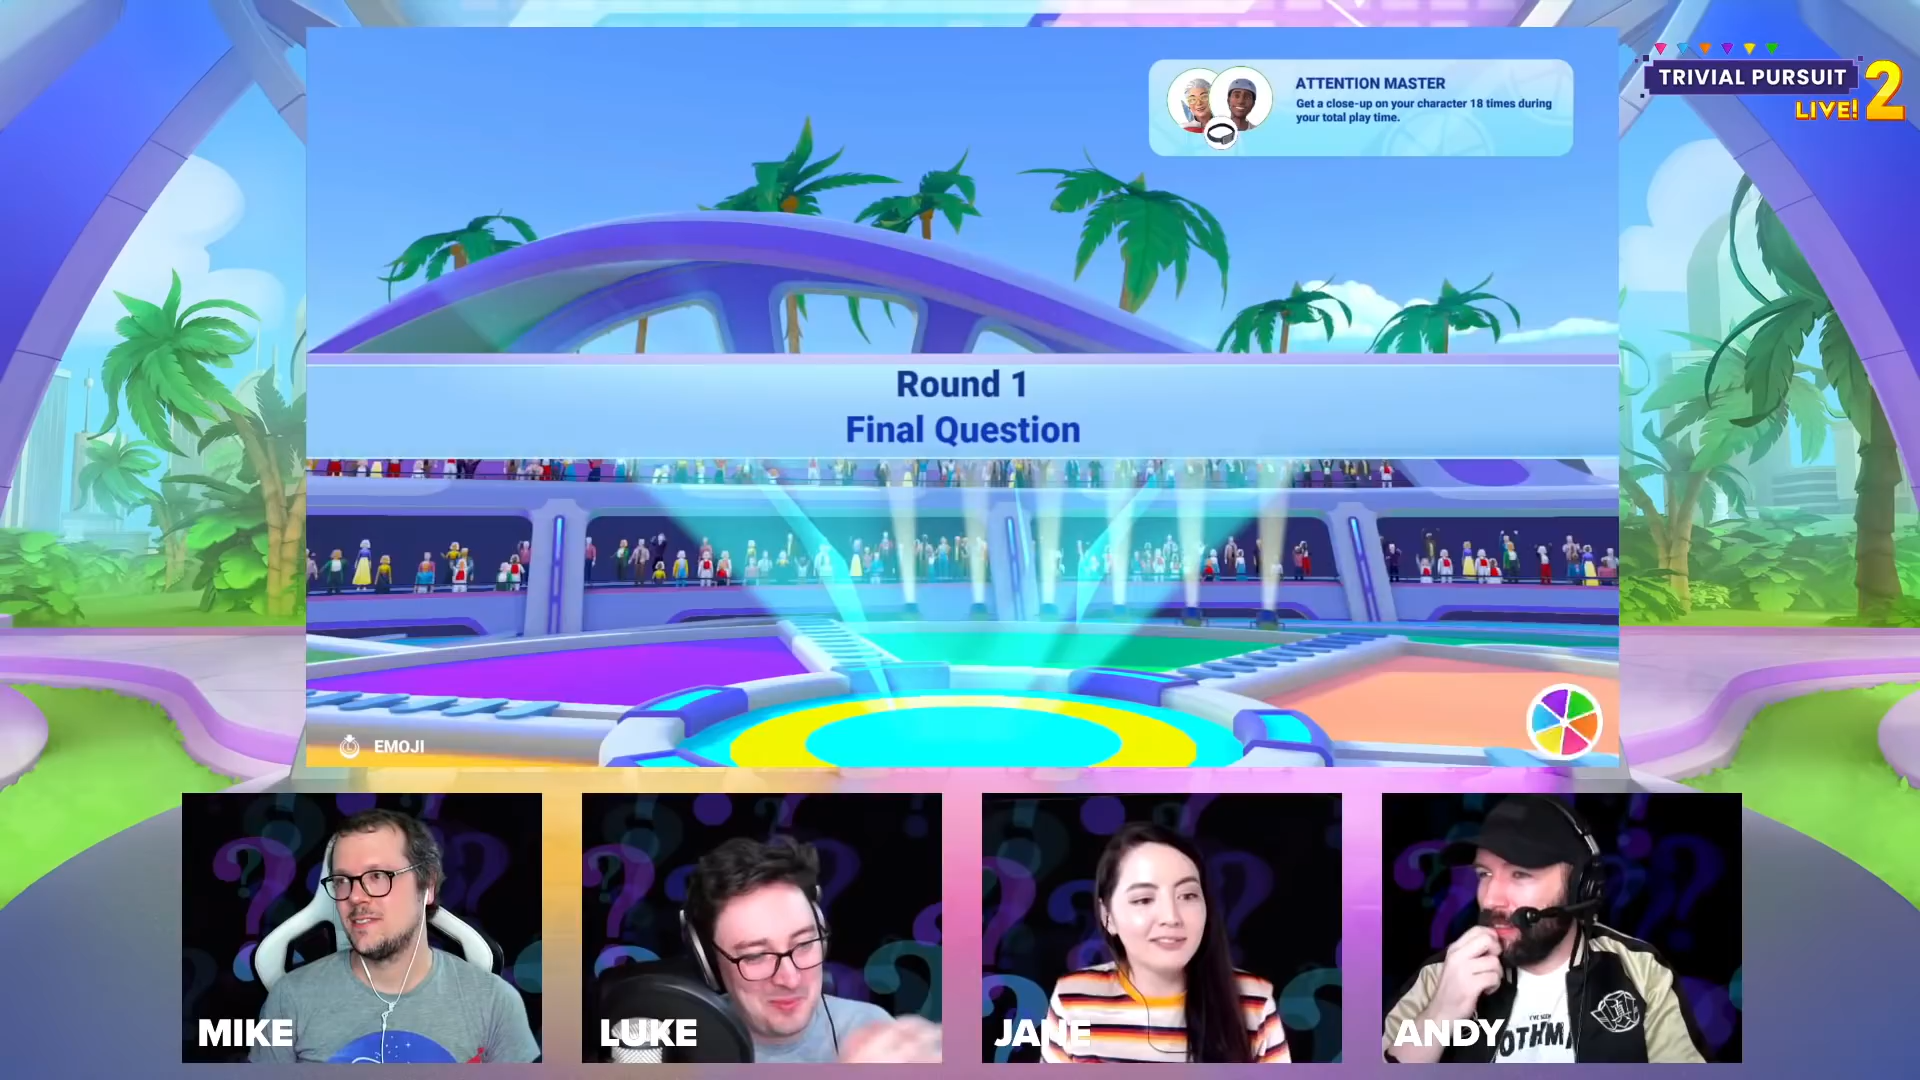 ATTENTION MASTER
Get a close-up on your character 18 times during
your total play time.
TRIVIAL PURSUIT
LIVE! 2
Round 1
Final Question
EMOJI
MIKE
LUKE
JANE
ANDY